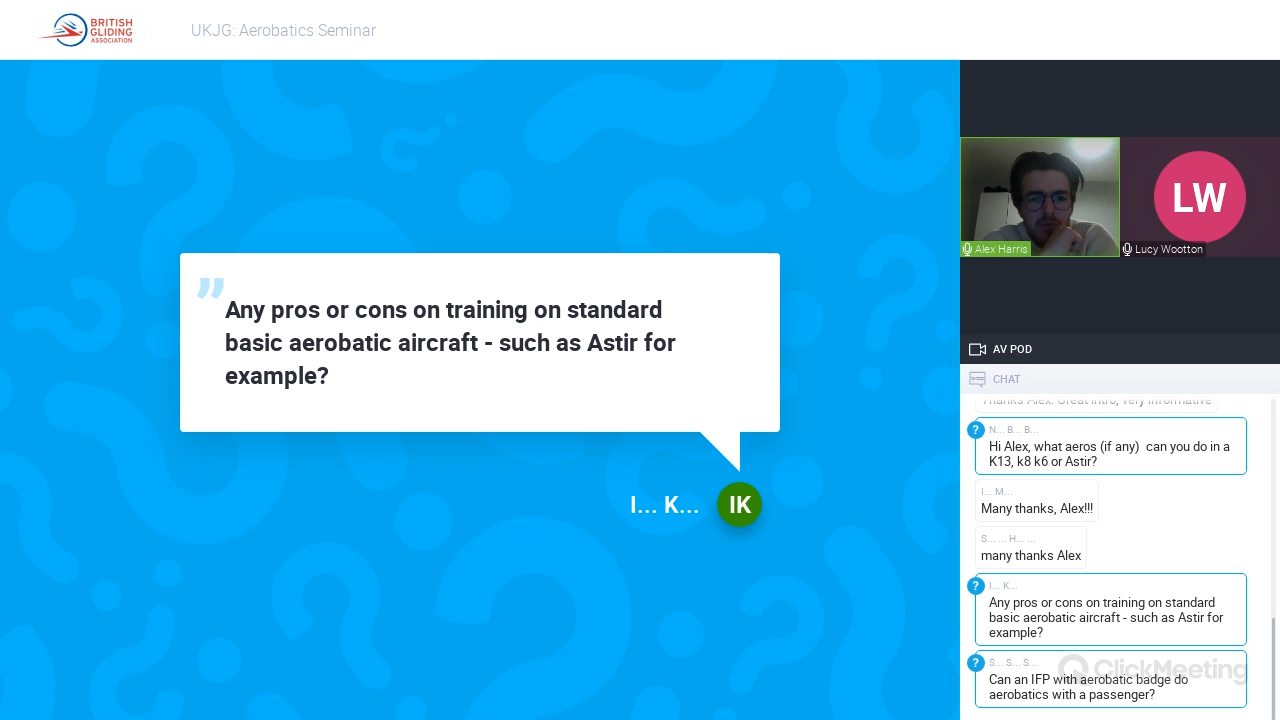 BRITISH
GLIDING
ASSOCIATION
UKJG: Aerobatics Seminar
”
Any pros or cons on training on standard
basic aerobatic aircraft - such as Astir for
example?
I... K...
IK
LW
Alex Harris
Lucy Wootton
AV POD
CHAT
Thanks Alex. Great intro, very informative
?
N... B... B...
Hi Alex, what aeros (if any) can you do in a
K13, k8 k6 or Astir?
I... M...
Many thanks, Alex!!!
S... ... H... ...
many thanks Alex
?
I... K...
Any pros or cons on training on standard
basic aerobatic aircraft - such as Astir for
example?
?
S... S... S...
Can an IFP with aerobatic badge do
aerobatics with a passenger?
ClickMeeting